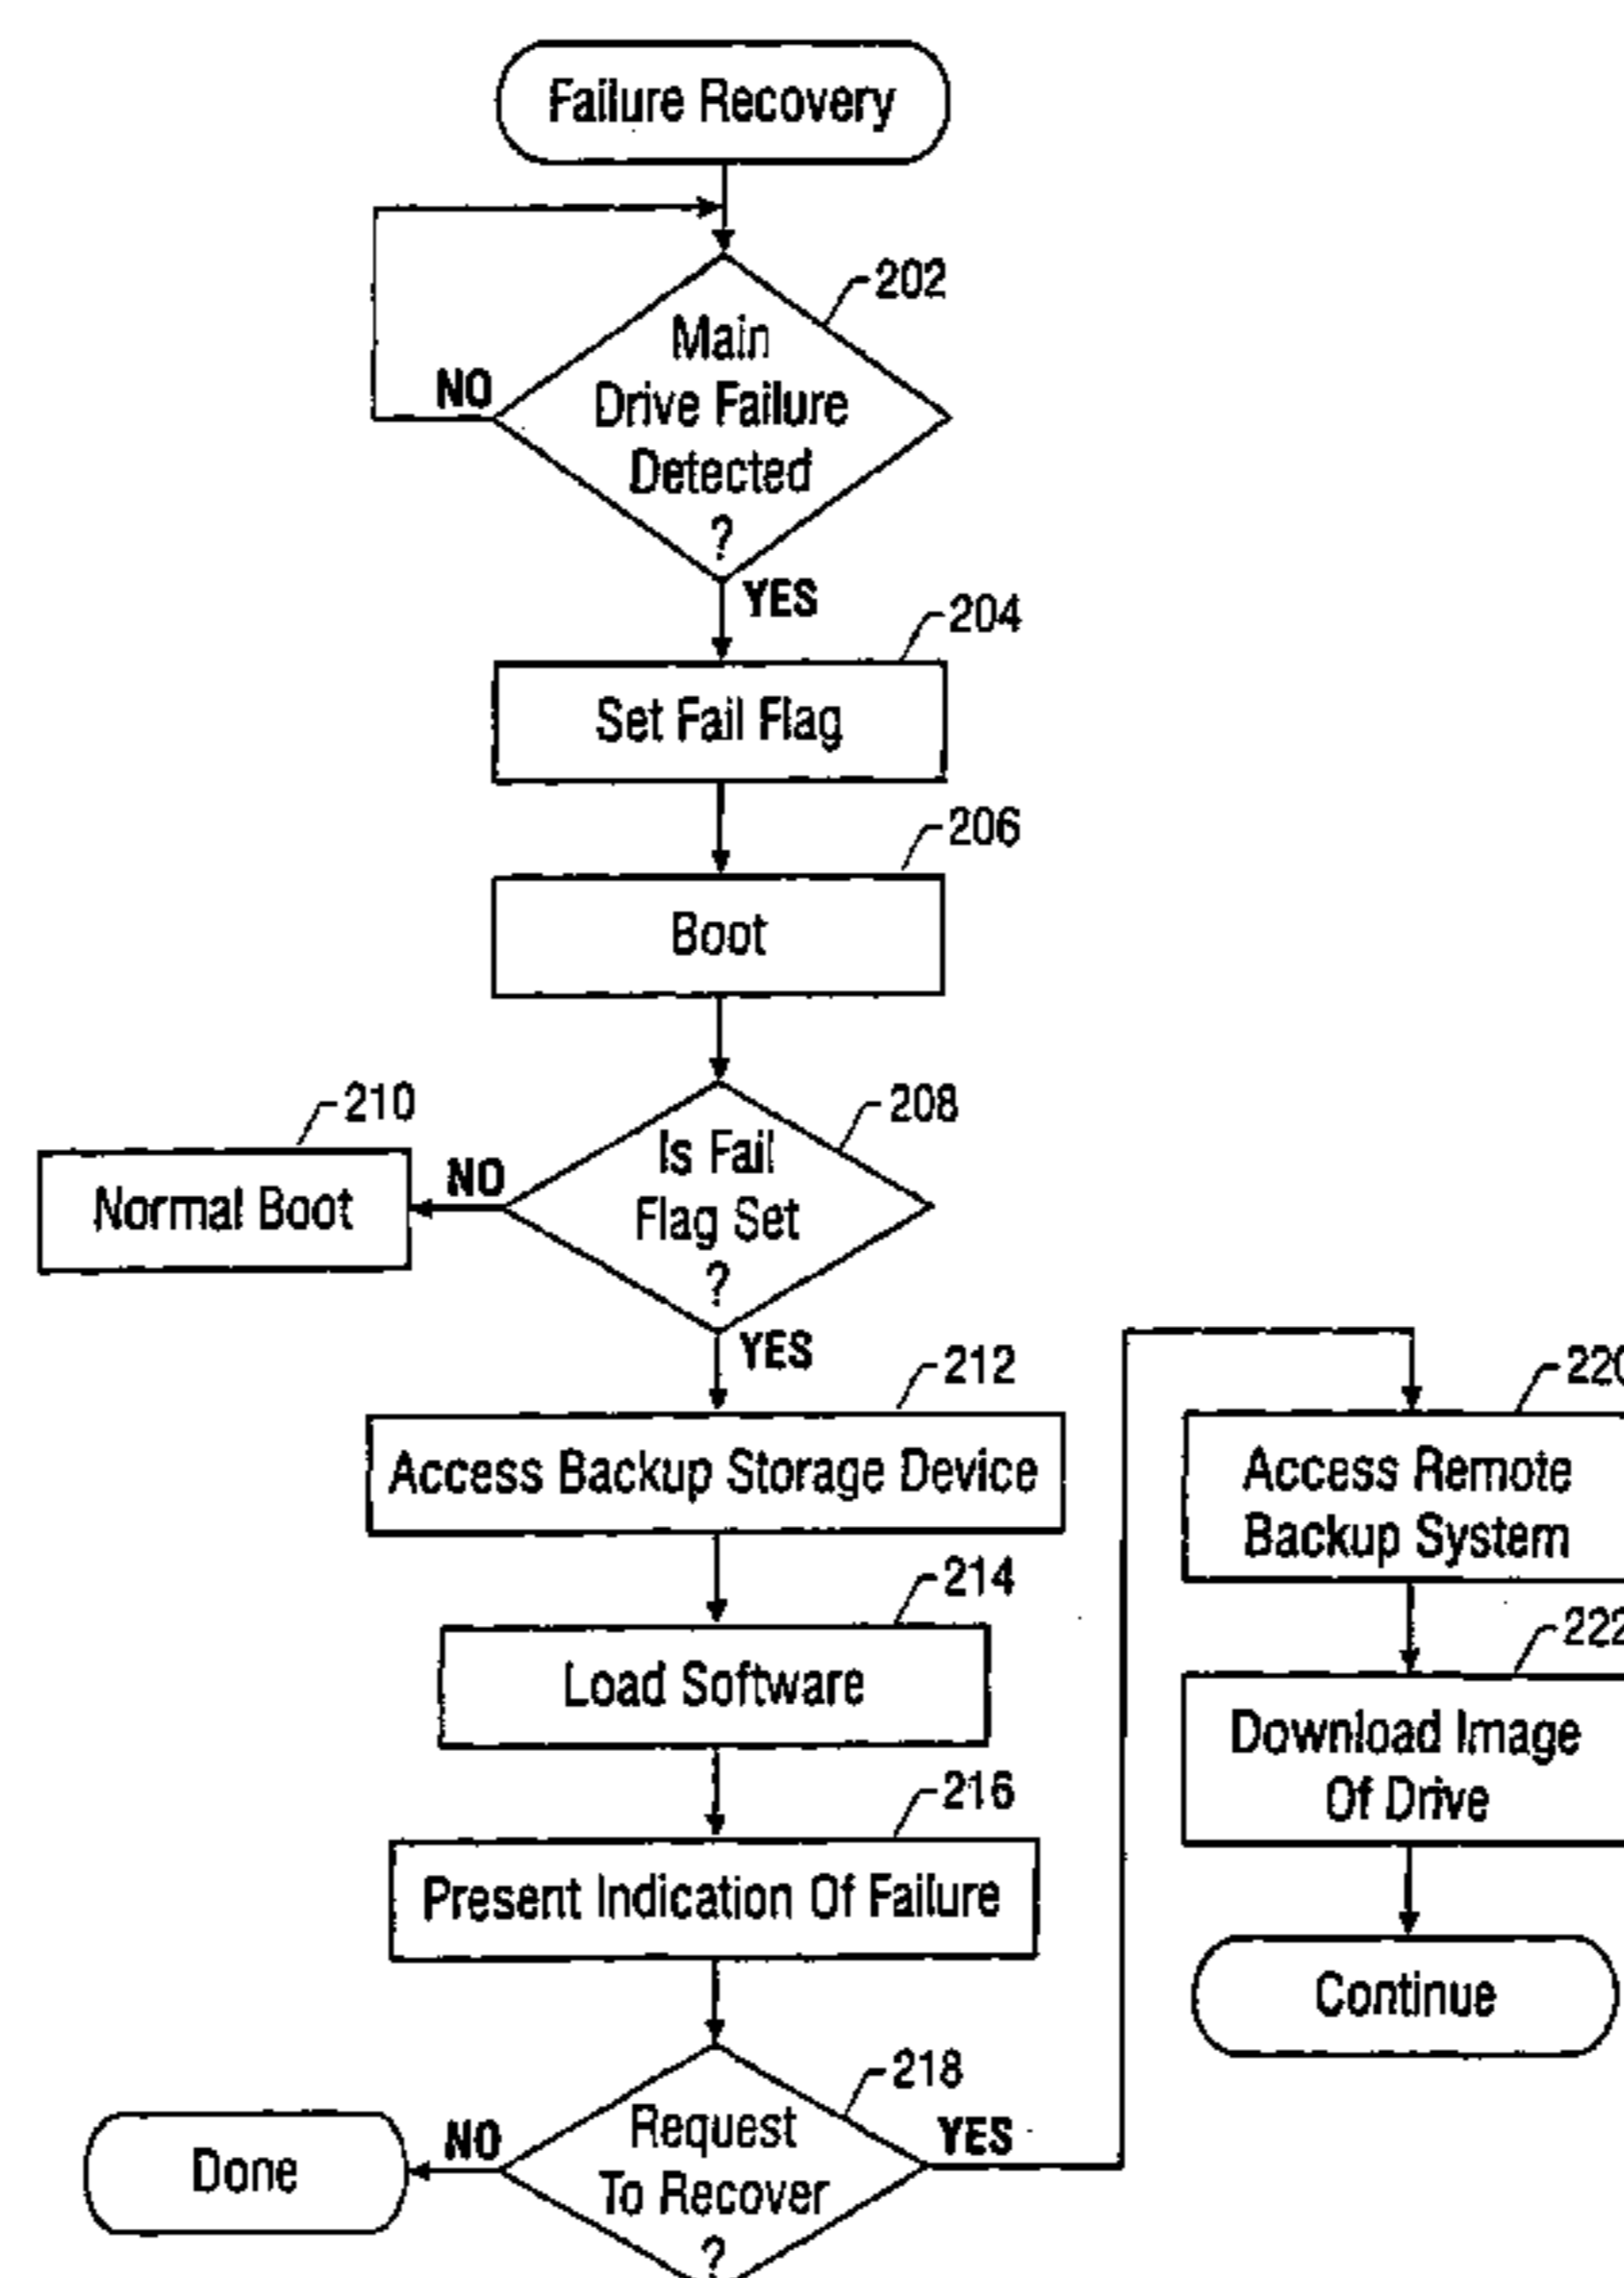 Failure Recovery
202
Main
Drive Failure
Detected
?
NO
YES
204
Set Fail Flag
206
Boot
208
Is Fail
Flag Set
?
NO
210
Normal Boot
YES
212
Access Backup Storage Device
214
Load Software
216
Present Indication Of Failure
218
Request
To Recover
?
NO
Done
YES
220
Access Remote
Backup System
222
Download Image
Of Drive
Continue